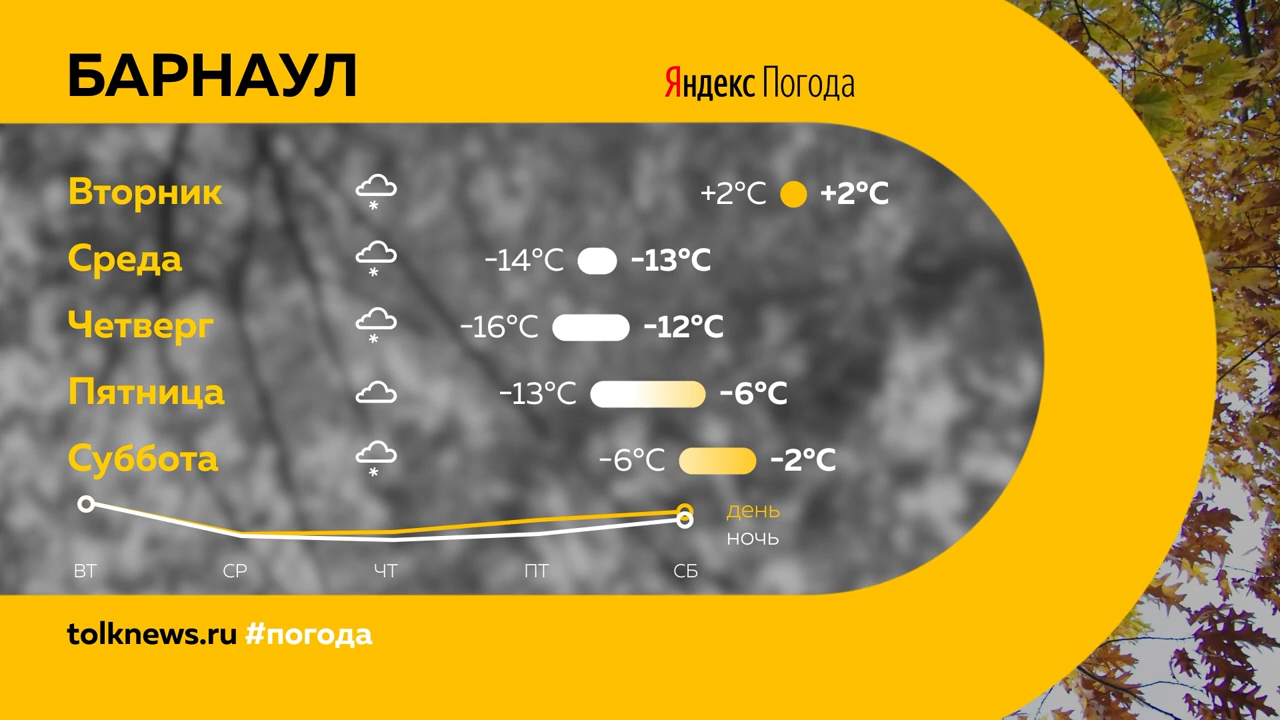 БАРНАУЛ
Яндекс Погода
Вторник +2°C +2°C
Среда -14°C -13°C
Четверг -16°C -12°C
Пятница -13°C -6°C
Суббота -6°C -2°C
день
ночь
ВТ СР ЧТ ПТ СБ
tolknews.ru #погода